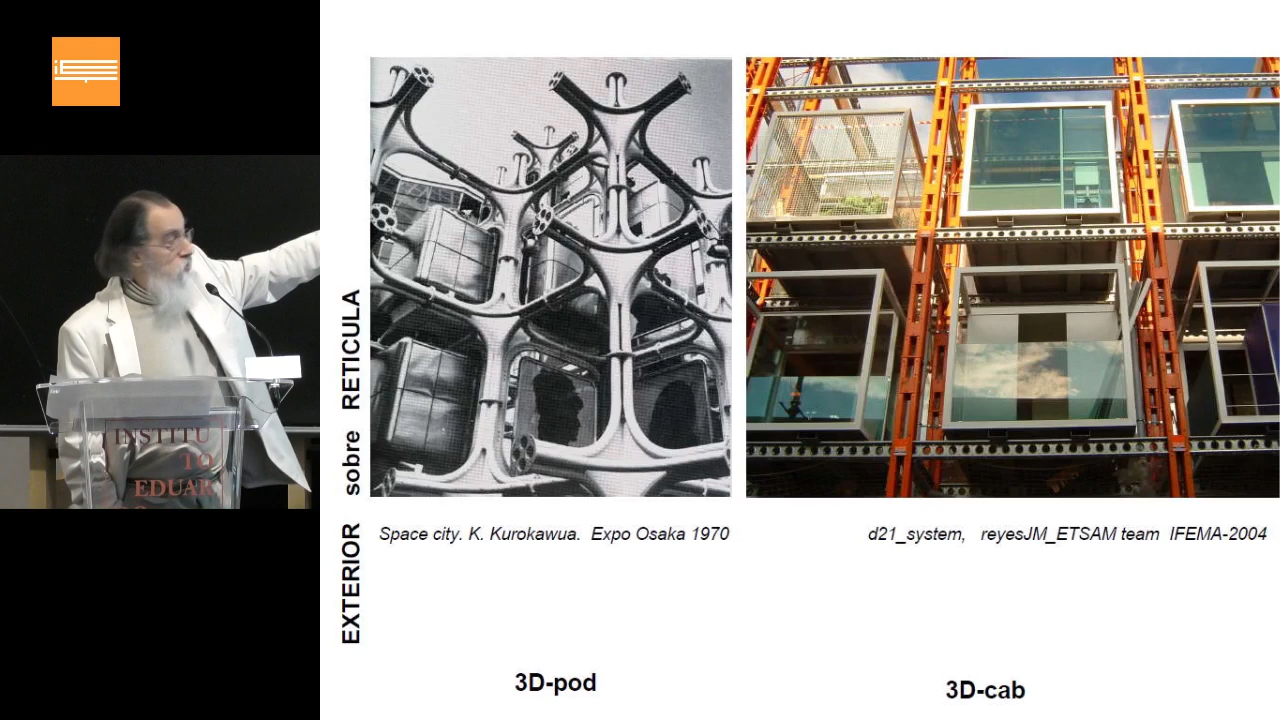 INSTITU
TO
EDUAR
EXTERIOR sobre RETICULA
Space city. K. Kurokawua. Expo Osaka 1970
d21_system, reyesJM_ETSAM team IFEMA-2004
3D-pod
3D-cab